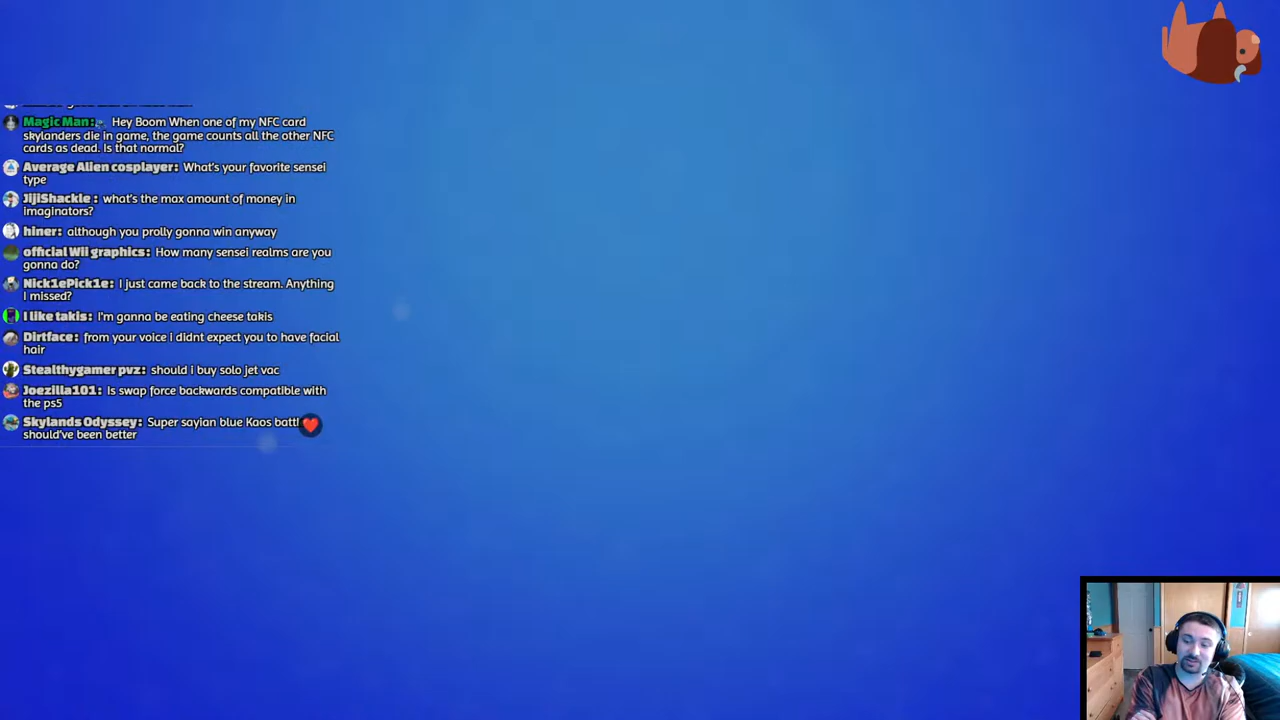 Magic Man: Hey Boom When one of my NFC card
skylanders die in game, the game counts all the other NFC
cards as dead. Is that normal?
Average Alien cosplayer: What's your favorite sensei
type
JijiShackle : what's the max amount of money in
imaginators?
hiner: although you prolly gonna win anyway
official Wii graphics: How many sensei realms are you
gonna do?
Nick1ePick1e: I just came back to the stream. Anything
I missed?
I like takis: I'm ganna be eating cheese takis
Dirtface: from your voice i didnt expect you to have facial
hair
Stealthygamer pvz: should i buy solo jet vac
Joezilla101: Is swap force backwards compatible with
the ps5
Skylands Odyssey: Super sayian blue Kaos
should've been better